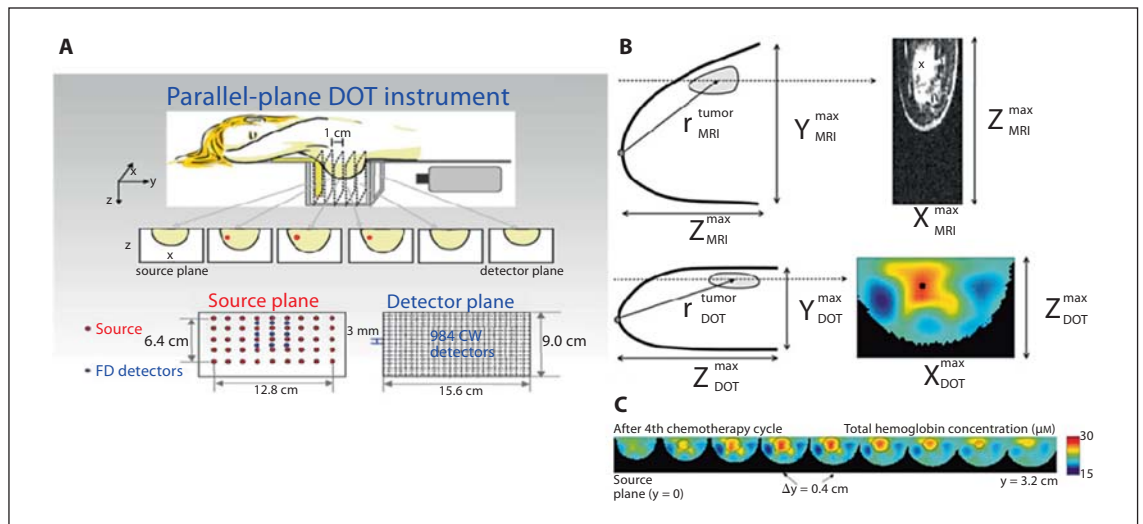 A
Parallel-plane DOT instrument
1 cm
x
y
z
z
x
source plane
detector plane
Source plane
Detector plane
Source
FD detectors
6.4 cm
12.8 cm
3 mm
984 CW
detectors
9.0 cm
15.6 cm
B
r tumor MRI
Y max MRI
Z max MRI
x
Z max MRI
X max MRI
r tumor DOT
Y max DOT
Z max DOT
Z max DOT
X max DOT
C
After 4th chemotherapy cycle
Total hemoglobin concentration (µM)
30
15
Source
plane (y = 0)
Δy = 0.4 cm
y = 3.2 cm